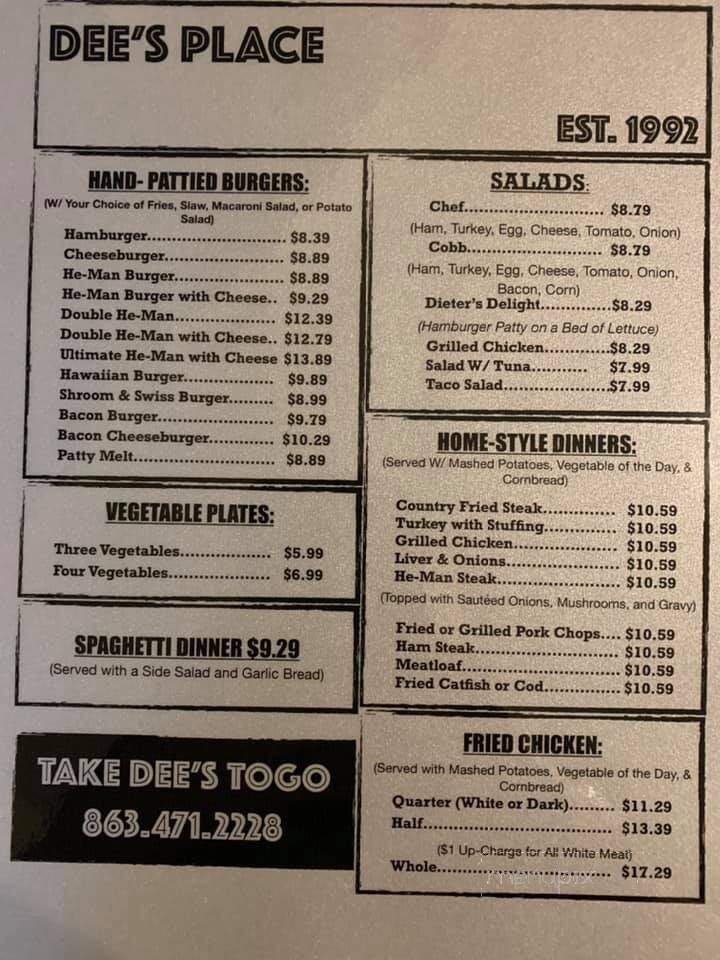 DEE'S PLACE
EST. 1992
HAND- PATTIED BURGERS:
(W/ Your Choice of Fries, Slaw, Macaroni Salad, or Potato
Salad)
Hamburger............................ $8.39
Cheeseburger....................... $8.89
He-Man Burger...................... $8.89
He-Man Burger with Cheese.. $9.29
Double He-Man.................... $12.39
Double He-Man with Cheese.. $12.79
Ultimate He-Man with Cheese $13.89
Hawaiian Burger.................. $9.89
Shroom & Swiss Burger......... $8.99
Bacon Burger....................... $9.79
Bacon Cheeseburger............. $10.29
Patty Melt............................ $8.89
VEGETABLE PLATES:
Three Vegetables.................. $5.99
Four Vegetables.................... $6.99
SPAGHETTI DINNER $9.29
(Served with a Side Salad and Garlic Bread)
TAKE DEE'S TOGO
863.471.2228
SALADS:
Chef............................ $8.79
(Ham, Turkey, Egg, Cheese, Tomato, Onion)
Cobb........................... $8.79
(Ham, Turkey, Egg, Cheese, Tomato, Onion,
Bacon, Corn)
Dieter's Delight..............$8.29
(Hamburger Patty on a Bed of Lettuce)
Grilled Chicken.............$8.29
Salad W/ Tuna........... $7.99
Taco Salad.....................$7.99
HOME-STYLE DINNERS:
(Served W/ Mashed Potatoes, Vegetable of the Day, &
Cornbread)
Country Fried Steak.............. $10.59
Turkey with Stuffing.............. $10.59
Grilled Chicken..................... $10.59
Liver & Onions...................... $10.59
He-Man Steak........................ $10.59
(Topped with Sautéed Onions, Mushrooms, and Gravy)
Fried or Grilled Pork Chops.... $10.59
Ham Steak............................. $10.59
Meatloaf................................ $10.59
Fried Catfish or Cod............... $10.59
FRIED CHICKEN:
(Served with Mashed Potatoes, Vegetable of the Day, &
Cornbread)
Quarter (White or Dark)......... $11.29
Half...................................... $13.39
($1 Up-Charge for All White Meat)
Whole................................... $17.29